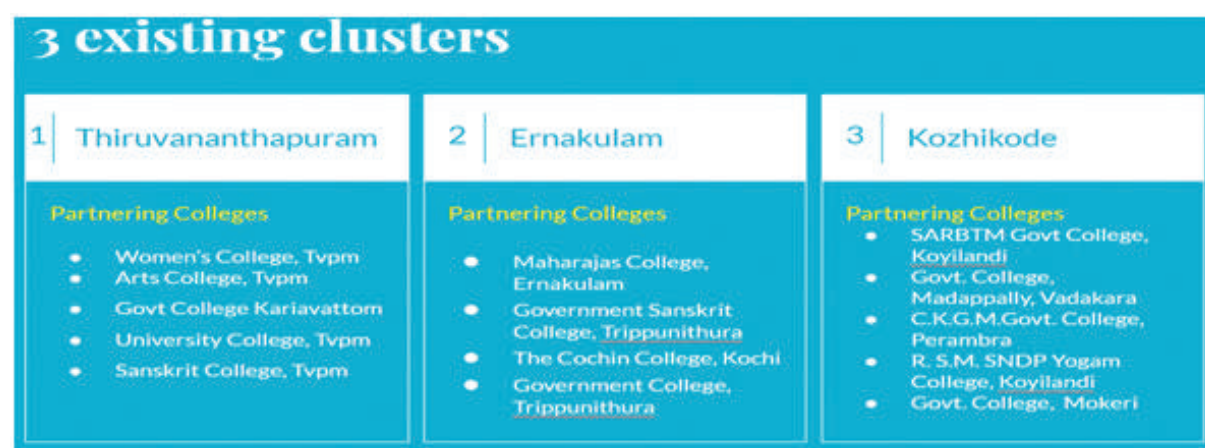 3 existing clusters
1 Thiruvananthapuram
Partnering Colleges
Women's College, Tvpm
Arts College, Tvpm
Govt College Kariavattom
University College, Tvpm
Sanskrit College, Tvpm
2 Ernakulam
Partnering Colleges
Maharajas College,
Ernakulam
Government Sanskrit
College, Trippunithura
The Cochin College, Kochi
Government College,
Trippunithura
3 Kozhikode
Partnering Colleges
SARBTM Govt College,
Koyilandi
Govt. College,
Madappally, Vadakara
C.K.G.M.Govt. College,
Perambra
R. S.M. SNDP Yogam
College, Koyilandi
Govt. College, Mokeri